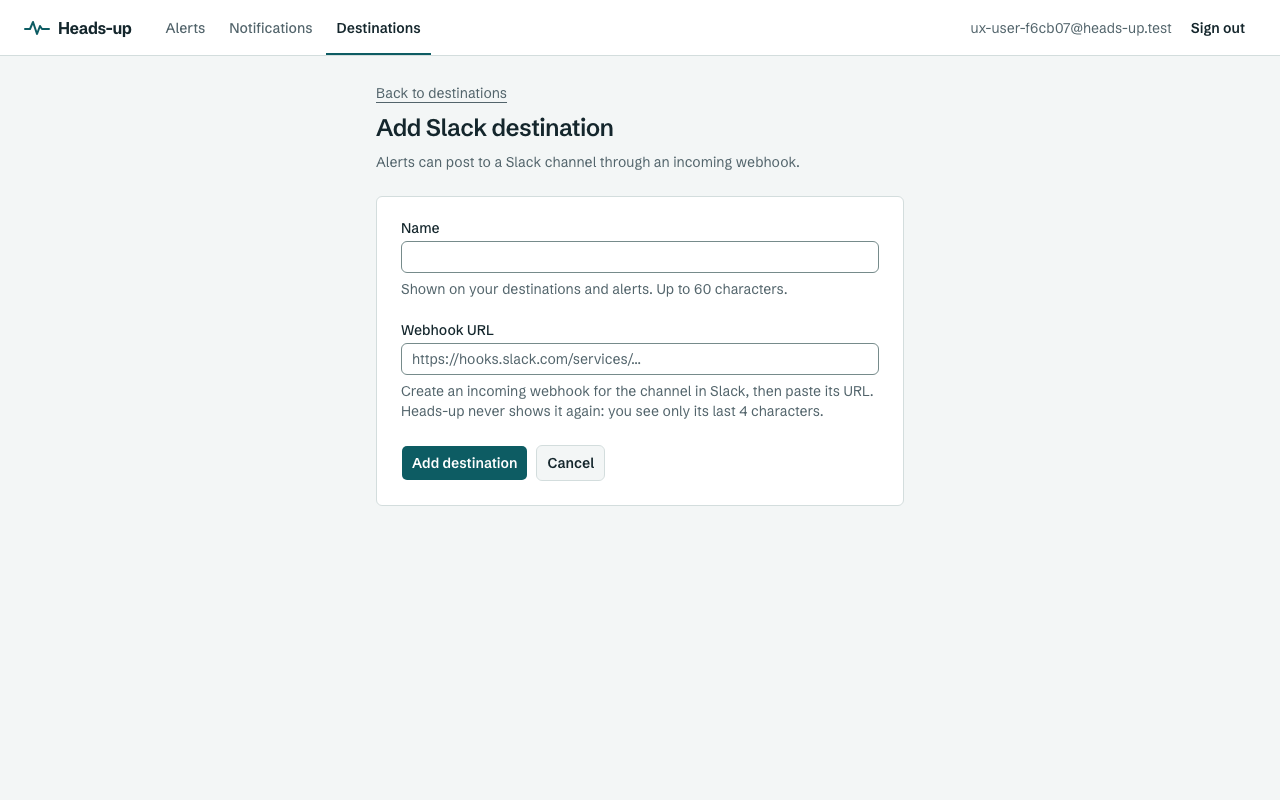 Heads-up
Alerts
Notifications
Destinations
ux-user-f6cb07@heads-up.test
Sign out
Back to destinations
Add Slack destination
Alerts can post to a Slack channel through an incoming webhook.
Name
Shown on your destinations and alerts. Up to 60 characters.
Webhook URL
https://hooks.slack.com/services/...
Create an incoming webhook for the channel in Slack, then paste its URL.
Heads-up never shows it again: you see only its last 4 characters.
Add destination
Cancel